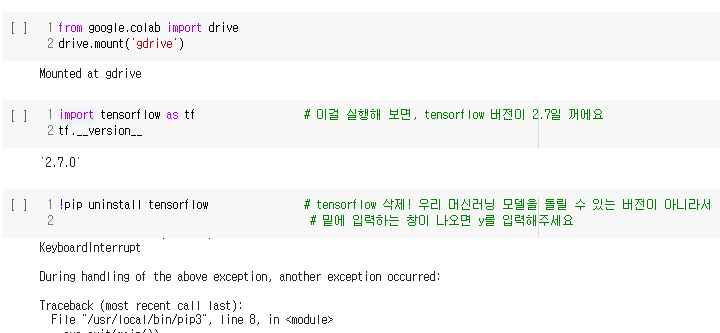 [ ] 1 from google.colab import drive
2 drive.mount('gdrive')
Mounted at gdrive
[ ] 1 import tensorflow as tf # 이걸 실행해 보면, tensorflow 버전이 2.7일 꺼에요
2 tf.__version__
'2.7.0'
[ ] 1 !pip uninstall tensorflow # tensorflow 삭제! 우리 머신러닝 모델을 돌릴 수 있는 버전이 아니라서
2 # 밑에 입력하는 창이 나오면 y를 입력해주세요
KeyboardInterrupt
During handling of the above exception, another exception occurred:
Traceback (most recent call last):
File "/usr/local/bin/pip3", line 8, in <module>
sys.exit(main())